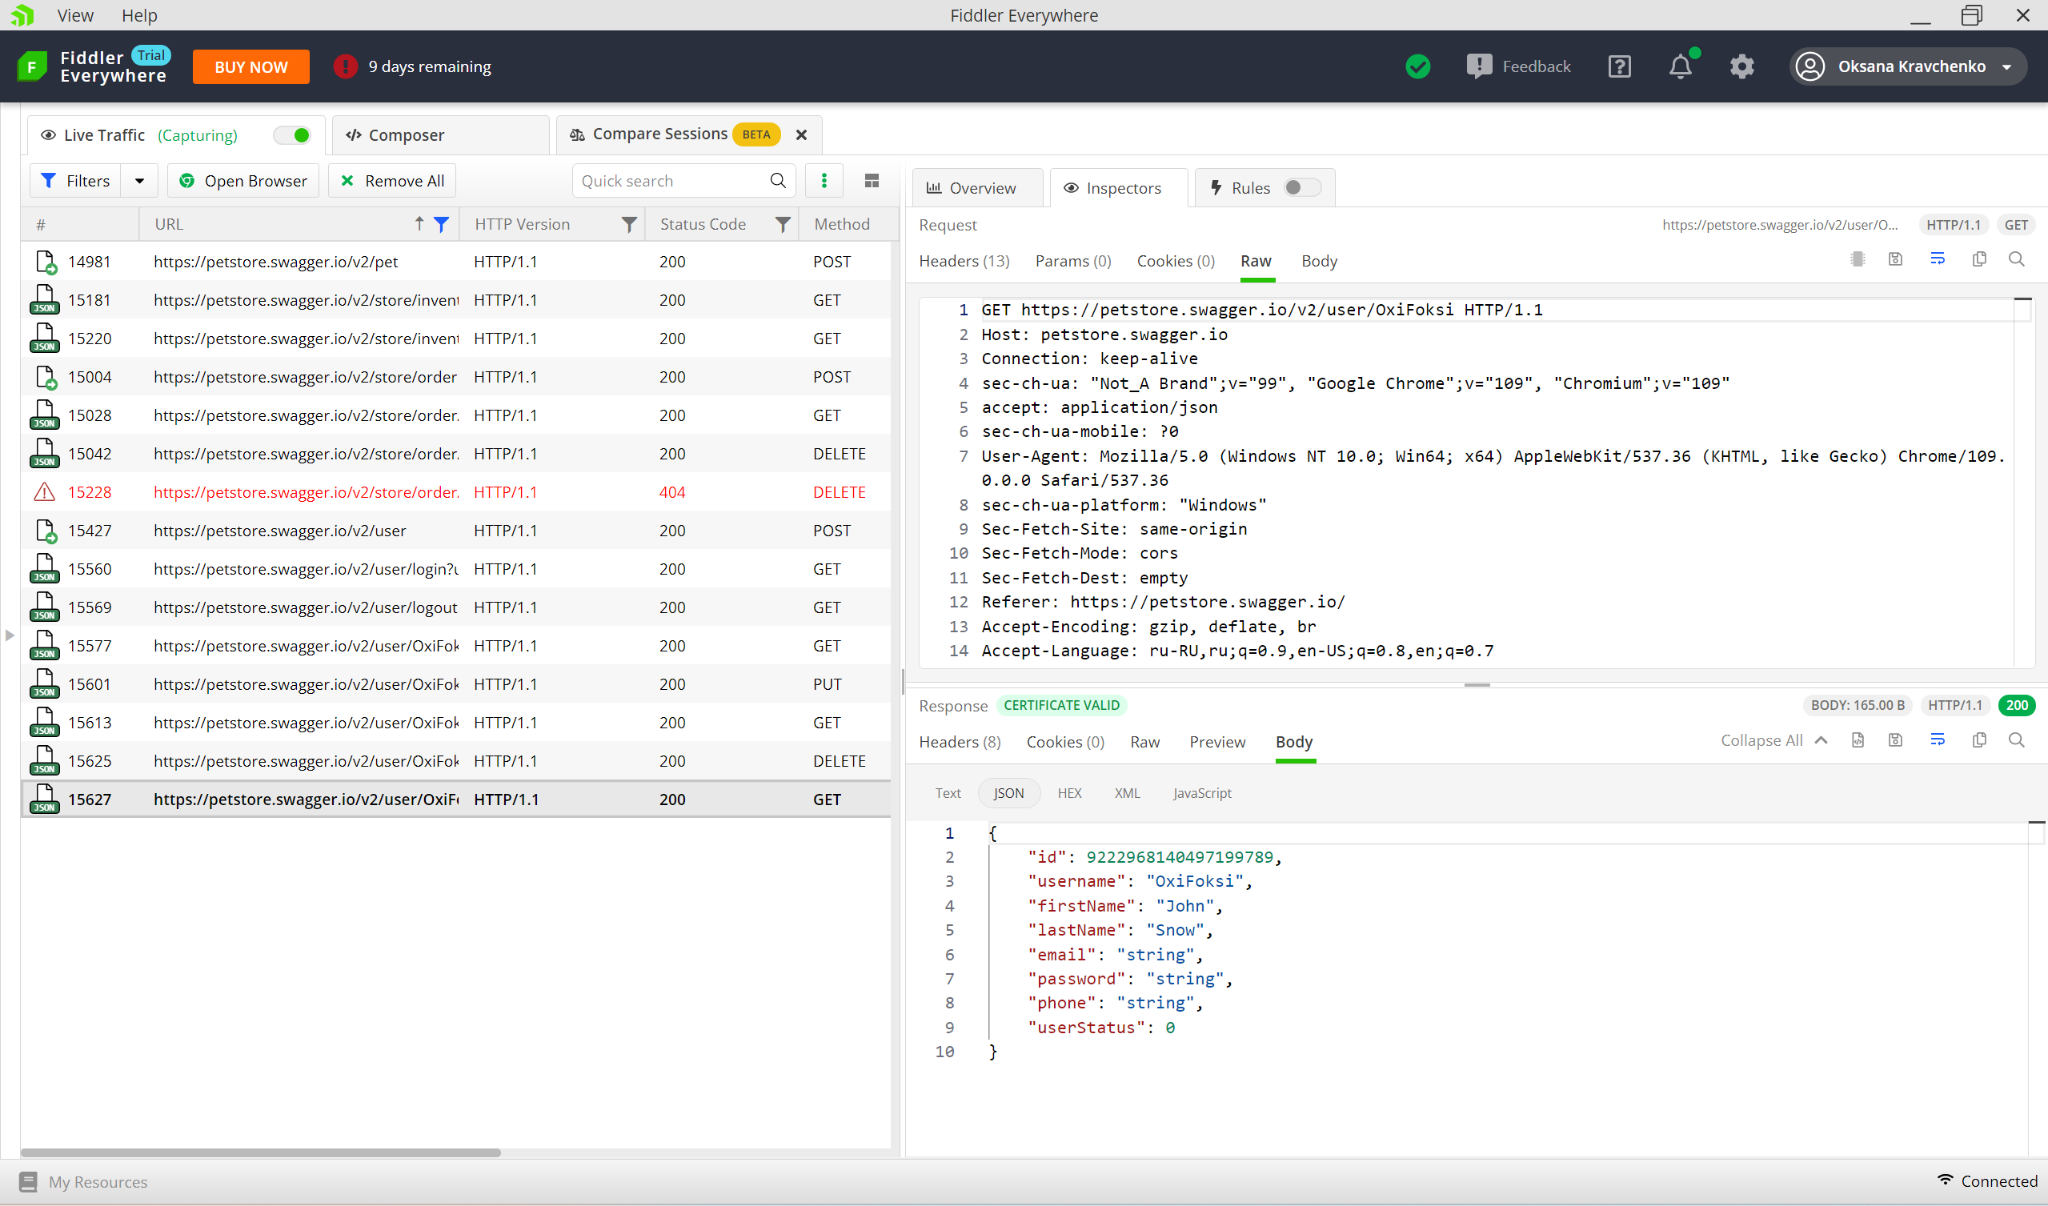 View Help Fiddler Everywhere
Fiddler Everywhere Trial BUY NOW 9 days remaining Feedback Oksana Kravchenko
Live Traffic (Capturing) Composer Compare Sessions BETA
Filters Open Browser Remove All Quick search
# URL HTTP Version Status Code Method
14981 https://petstore.swagger.io/v2/pet HTTP/1.1 200 POST
JSON 15181 https://petstore.swagger.io/v2/store/invent HTTP/1.1 200 GET
JSON 15220 https://petstore.swagger.io/v2/store/invent HTTP/1.1 200 GET
15004 https://petstore.swagger.io/v2/store/order HTTP/1.1 200 POST
JSON 15028 https://petstore.swagger.io/v2/store/order. HTTP/1.1 200 GET
JSON 15042 https://petstore.swagger.io/v2/store/order. HTTP/1.1 200 DELETE
15228 https://petstore.swagger.io/v2/store/order. HTTP/1.1 404 DELETE
15427 https://petstore.swagger.io/v2/user HTTP/1.1 200 POST
JSON 15560 https://petstore.swagger.io/v2/user/login?u HTTP/1.1 200 GET
JSON 15569 https://petstore.swagger.io/v2/user/logout HTTP/1.1 200 GET
JSON 15577 https://petstore.swagger.io/v2/user/OxiFok HTTP/1.1 200 GET
JSON 15601 https://petstore.swagger.io/v2/user/OxiFok HTTP/1.1 200 PUT
JSON 15613 https://petstore.swagger.io/v2/user/OxiFok HTTP/1.1 200 GET
JSON 15625 https://petstore.swagger.io/v2/user/OxiFok HTTP/1.1 200 DELETE
JSON 15627 https://petstore.swagger.io/v2/user/OxiF HTTP/1.1 200 GET
Overview Inspectors Rules
Request https://petstore.swagger.io/v2/user/O... HTTP/1.1 GET
Headers (13) Params (0) Cookies (0) Raw Body
1 GET https://petstore.swagger.io/v2/user/OxiFoksi HTTP/1.1
2 Host: petstore.swagger.io
3 Connection: keep-alive
4 sec-ch-ua: "Not_A Brand";v="99", "Google Chrome";v="109", "Chromium";v="109"
5 accept: application/json
6 sec-ch-ua-mobile: ?0
7 User-Agent: Mozilla/5.0 (Windows NT 10.0; Win64; x64) AppleWebKit/537.36 (KHTML, like Gecko) Chrome/109.
0.0.0 Safari/537.36
8 sec-ch-ua-platform: "Windows"
9 Sec-Fetch-Site: same-origin
10 Sec-Fetch-Mode: cors
11 Sec-Fetch-Dest: empty
12 Referer: https://petstore.swagger.io/
13 Accept-Encoding: gzip, deflate, br
14 Accept-Language: ru-RU,ru;q=0.9,en-US;q=0.8,en;q=0.7
Response CERTIFICATE VALID BODY: 165.00 B HTTP/1.1 200
Headers (8) Cookies (0) Raw Preview Body Collapse All
Text JSON HEX XML JavaScript
1 {
2 "id": 9222968140497199789,
3 "username": "OxiFoksi",
4 "firstName": "John",
5 "lastName": "Snow",
6 "email": "string",
7 "password": "string",
8 "phone": "string",
9 "userStatus": 0
10 }
My Resources Connected